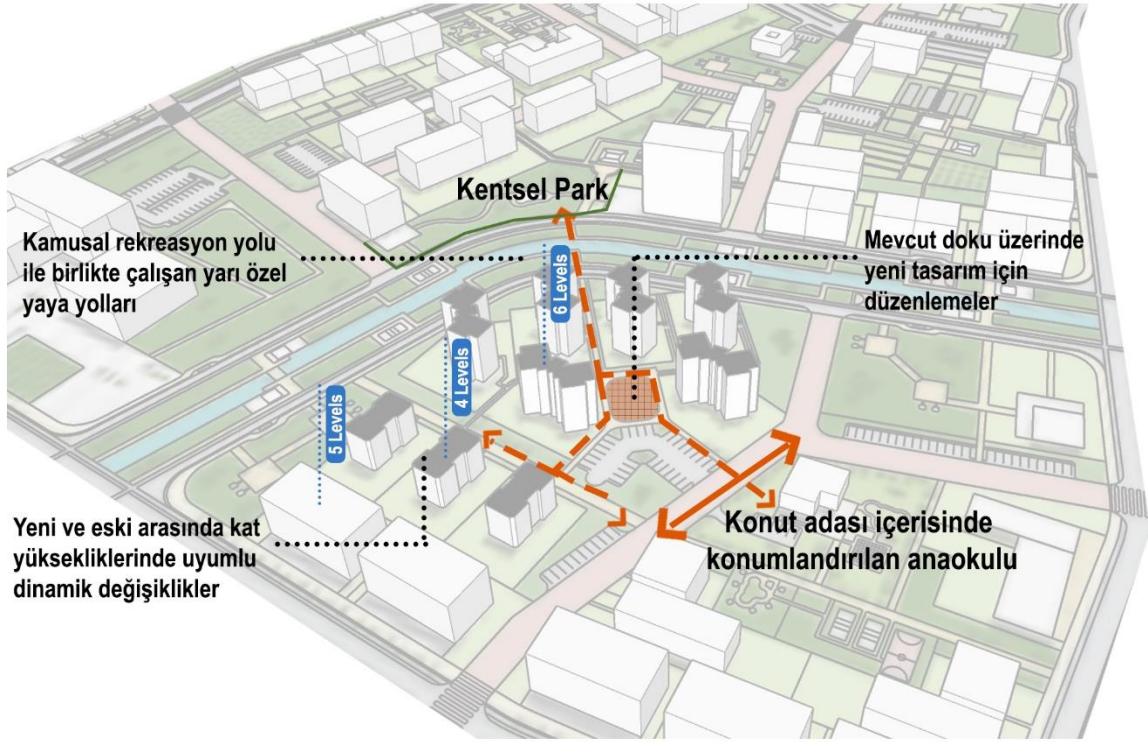 Kentsel Park
Kamusal rekreasyon yolu
ile birlikte çalışan yarı özel
yaya yolları
Mevcut doku üzerinde
yeni tasarım için
düzenlemeler
6 Levels
4 Levels
5 Levels
Yeni ve eski arasında kat
yüksekliklerinde uyumlu
dinamik değişiklikler
Konut adası içerisinde
konumlandırılan anaokulu